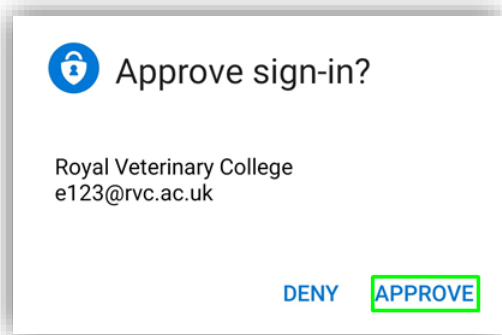 Approve sign-in?
Royal Veterinary College
e123@rvc.ac.uk
DENY APPROVE